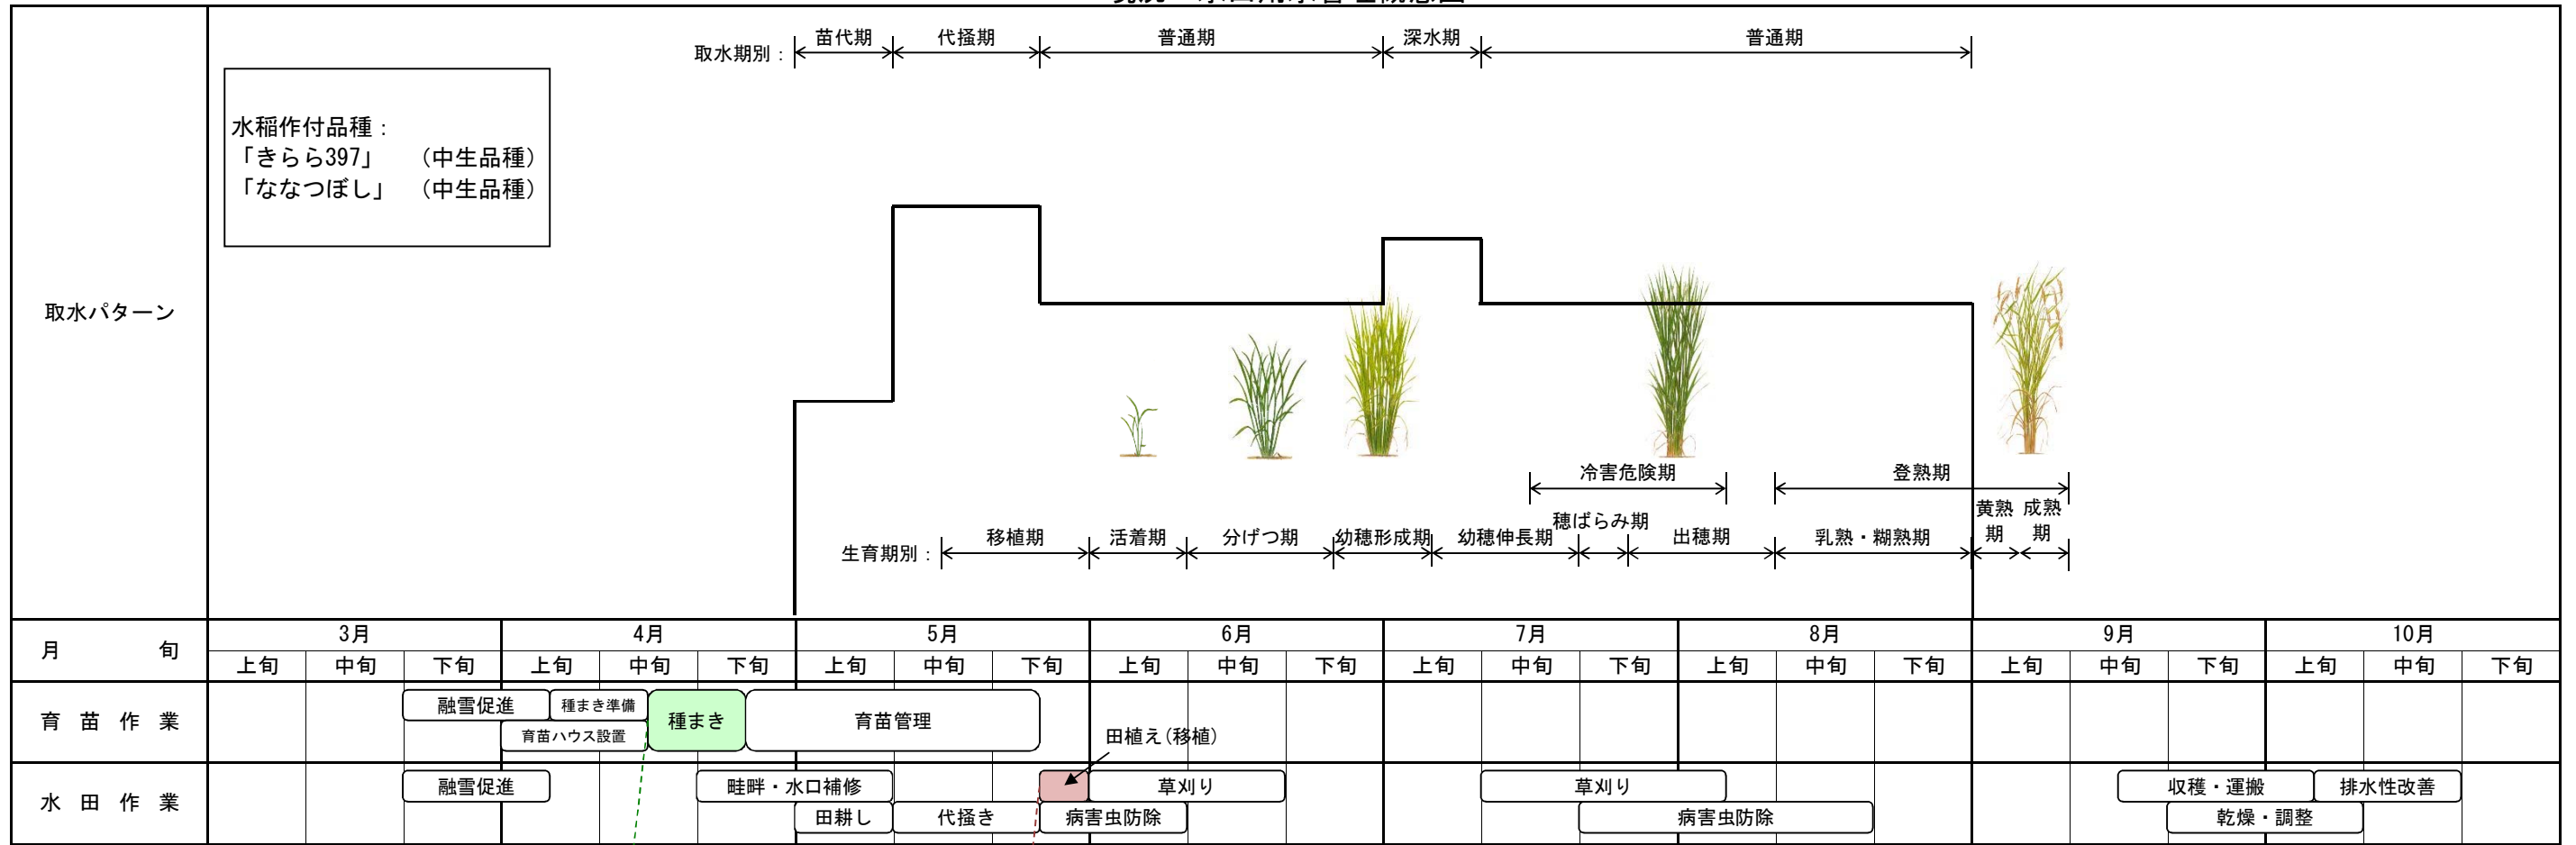 取水期別：
苗代期
代掻期
普通期
深水期
普通期
水稲作付品種：
「きらら397」　（中生品種）
「ななつぼし」　（中生品種）
取水パターン
冷害危険期
登熟期
生育期別：
移植期
活着期
分げつ期
幼穂形成期
幼穂伸長期
穂ばらみ期
出穂期
乳熟・糊熟期
黄熟
期
成熟
期
月　旬
3月
4月
5月
6月
7月
8月
9月
10月
上旬 中旬 下旬 上旬 中旬 下旬 上旬 中旬 下旬 上旬 中旬 下旬 上旬 中旬 下旬 上旬 中旬 下旬 上旬 中旬 下旬 上旬 中旬 下旬
育苗作業
融雪促進
種まき準備
育苗ハウス設置
種まき
育苗管理
田植え(移植)
水田作業
融雪促進
畦畔・水口補修
草刈り
草刈り
収穫・運搬
排水性改善
田耕し
代掻き
病害虫防除
病害虫防除
乾燥・調整